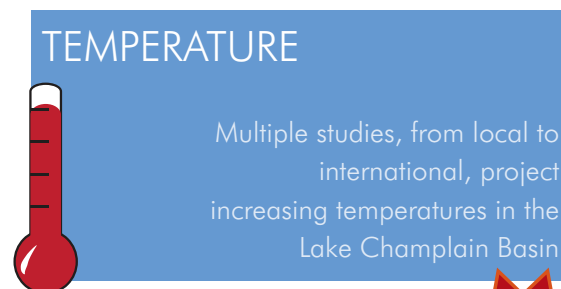 TEMPERATURE
Multiple studies, from local to
international, project
increasing temperatures in the
Lake Champlain Basin